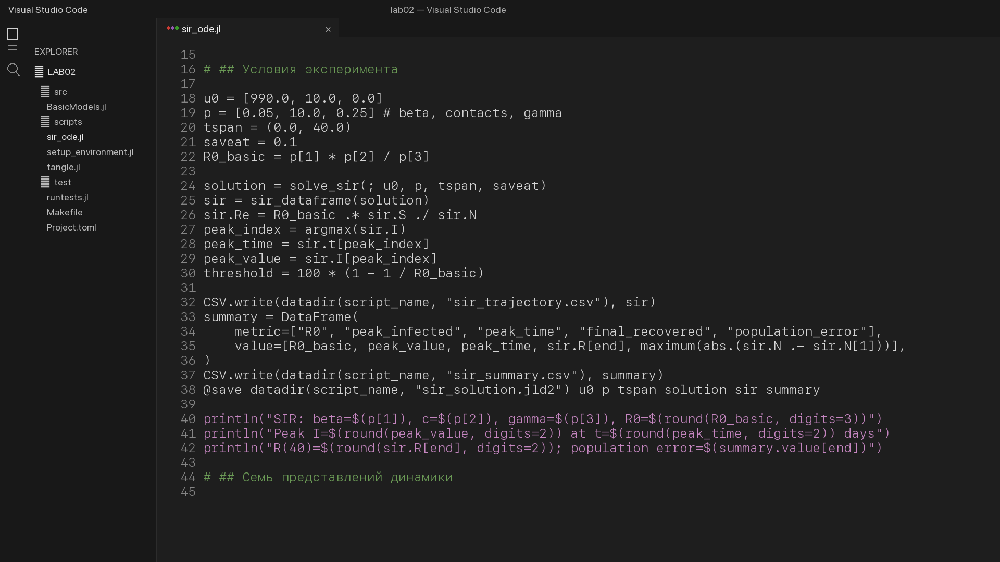 Visual Studio Code
lab02 — Visual Studio Code
sir_ode.jl ×
EXPLORER
LAB02
src
BasicModels.jl
scripts
sir_ode.jl
setup_environment.jl
tangle.jl
test
runtests.jl
Makefile
Project.toml
15
16 # ## Условия эксперимента
17
18 u0 = [990.0, 10.0, 0.0]
19 p = [0.05, 10.0, 0.25] # beta, contacts, gamma
20 tspan = (0.0, 40.0)
21 saveat = 0.1
22 R0_basic = p[1] * p[2] / p[3]
23
24 solution = solve_sir(; u0, p, tspan, saveat)
25 sir = sir_dataframe(solution)
26 sir.Re = R0_basic .* sir.S ./ sir.N
27 peak_index = argmax(sir.I)
28 peak_time = sir.t[peak_index]
29 peak_value = sir.I[peak_index]
30 threshold = 100 * (1 - 1 / R0_basic)
31
32 CSV.write(datadir(script_name, "sir_trajectory.csv"), sir)
33 summary = DataFrame(
34     metric=["R0", "peak_infected", "peak_time", "final_recovered", "population_error"],
35     value=[R0_basic, peak_value, peak_time, sir.R[end], maximum(abs.(sir.N .- sir.N[1]))],
36 )
37 CSV.write(datadir(script_name, "sir_summary.csv"), summary)
38 @save datadir(script_name, "sir_solution.jld2") u0 p tspan solution sir summary
39
40 println("SIR: beta=$(p[1]), c=$(p[2]), gamma=$(p[3]), R0=$(round(R0_basic, digits=3))")
41 println("Peak I=$(round(peak_value, digits=2)) at t=$(round(peak_time, digits=2)) days")
42 println("R(40)=$(round(sir.R[end], digits=2)); population error=$(summary.value[end])")
43
44 # ## Семь представлений динамики
45